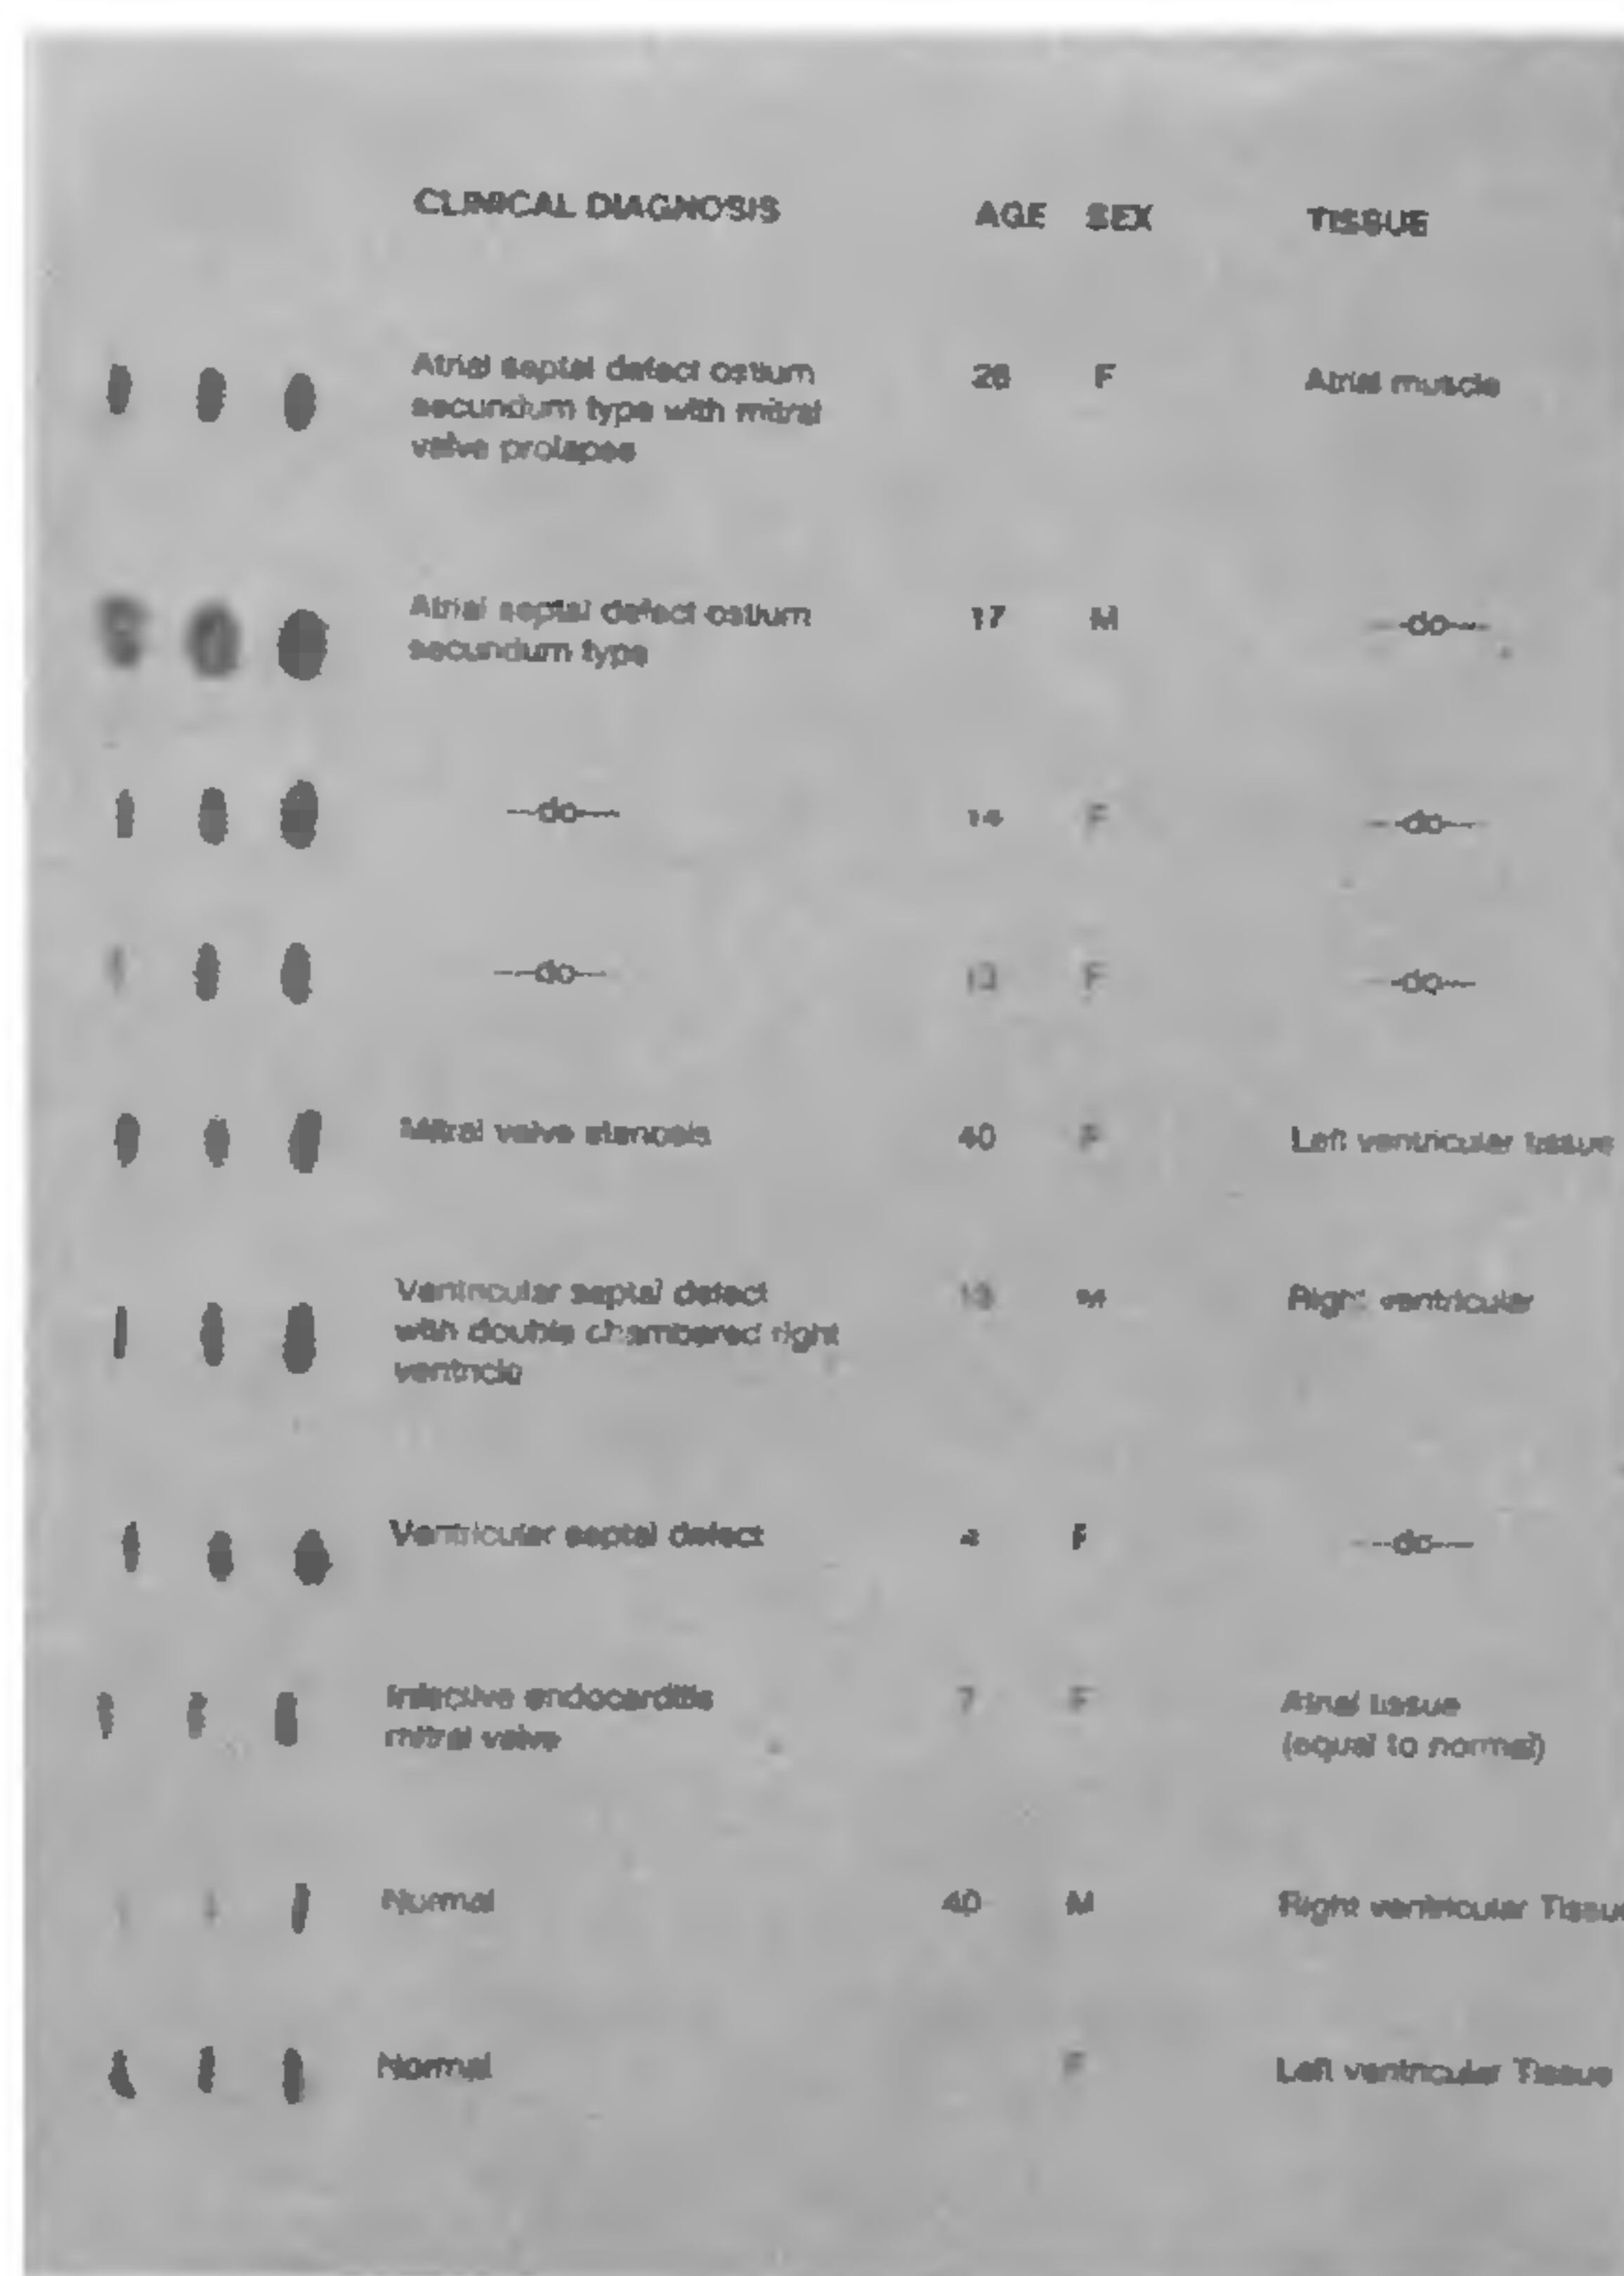 CLINICAL DIAGNOSIS AGE SEX TISSUE
Atrial septal defect ostium 28 F Atrial muscle
secundum type with mitral
valve prolapse
Atrial septal defect ostium 17 M —do—
secundum type
—do— 14 F —do—
—do— F —do—
Mitral valve stenosis 40 F Left ventricular tissue
Ventricular septal defect M Right ventricular
with double chambered right
ventricle
Ventricular septal defect 4 F —do—
Infective endocarditis 7 F Atrial tissue
mitral valve (equal to normal)
Normal 40 M Right ventricular Tissue
Normal F Left ventricular Tissue